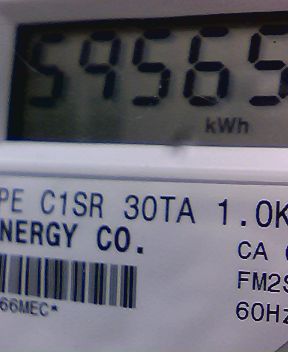 59565
kWh
PE C1SR 30TA 1.0K
NERGY CO.
CA
FM2S
66MEC*
60Hz